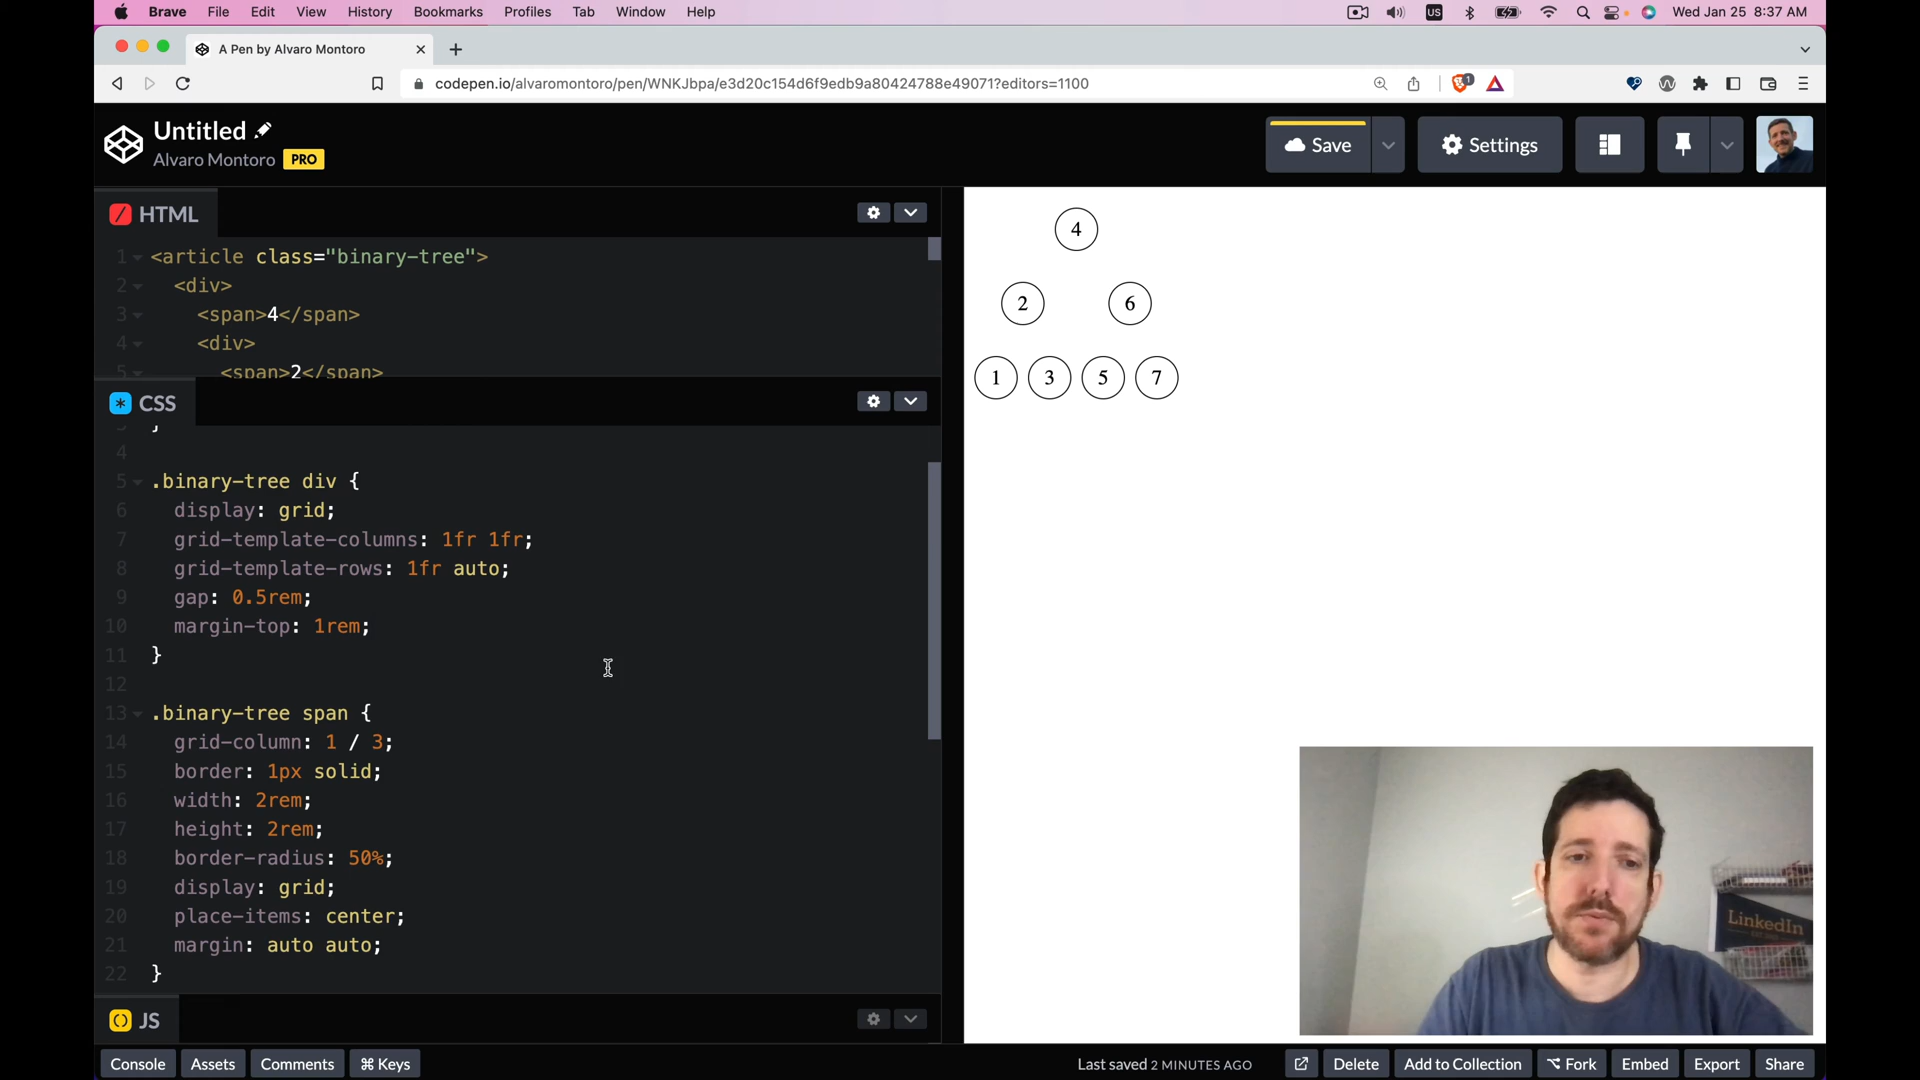 Brave File Edit View History Bookmarks Profiles Tab Window Help US Wed Jan 25 8:37 AM
A Pen by Alvaro Montoro
codepen.io/alvaromontoro/pen/WNKJbpa/e3d20c154d6f9edb9a80424788e49071?editors=1100
Untitled
Alvaro Montoro PRO
Save Settings
HTML
1 <article class="binary-tree">
2 <div>
3 <span>4</span>
4 <div>
5 <span>2</span>
CSS
3 }
4
5 .binary-tree div {
6 display: grid;
7 grid-template-columns: 1fr 1fr;
8 grid-template-rows: 1fr auto;
9 gap: 0.5rem;
10 margin-top: 1rem;
11 }
12
13 .binary-tree span {
14 grid-column: 1 / 3;
15 border: 1px solid;
16 width: 2rem;
17 height: 2rem;
18 border-radius: 50%;
19 display: grid;
20 place-items: center;
21 margin: auto auto;
22 }
JS
4
2 6
1 3 5 7
LinkedIn
Console Assets Comments ⌘ Keys Last saved 2 MINUTES AGO Delete Add to Collection ⌥ Fork Embed Export Share